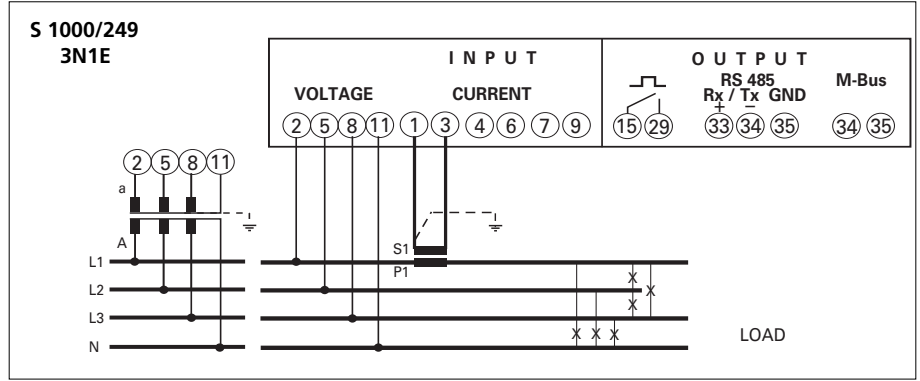 S 1000/249
3N1E
I N P U T
O U T P U T
VOLTAGE
CURRENT
RS 485
Rx / Tx GND
+ −
M-Bus
2 5 8 11 1 3 4 6 7 9 15 29 33 34 35 34 35
2 5 8 11
a
A
S1
P1
L1
L2
L3
N
X
X
X
X X X
LOAD